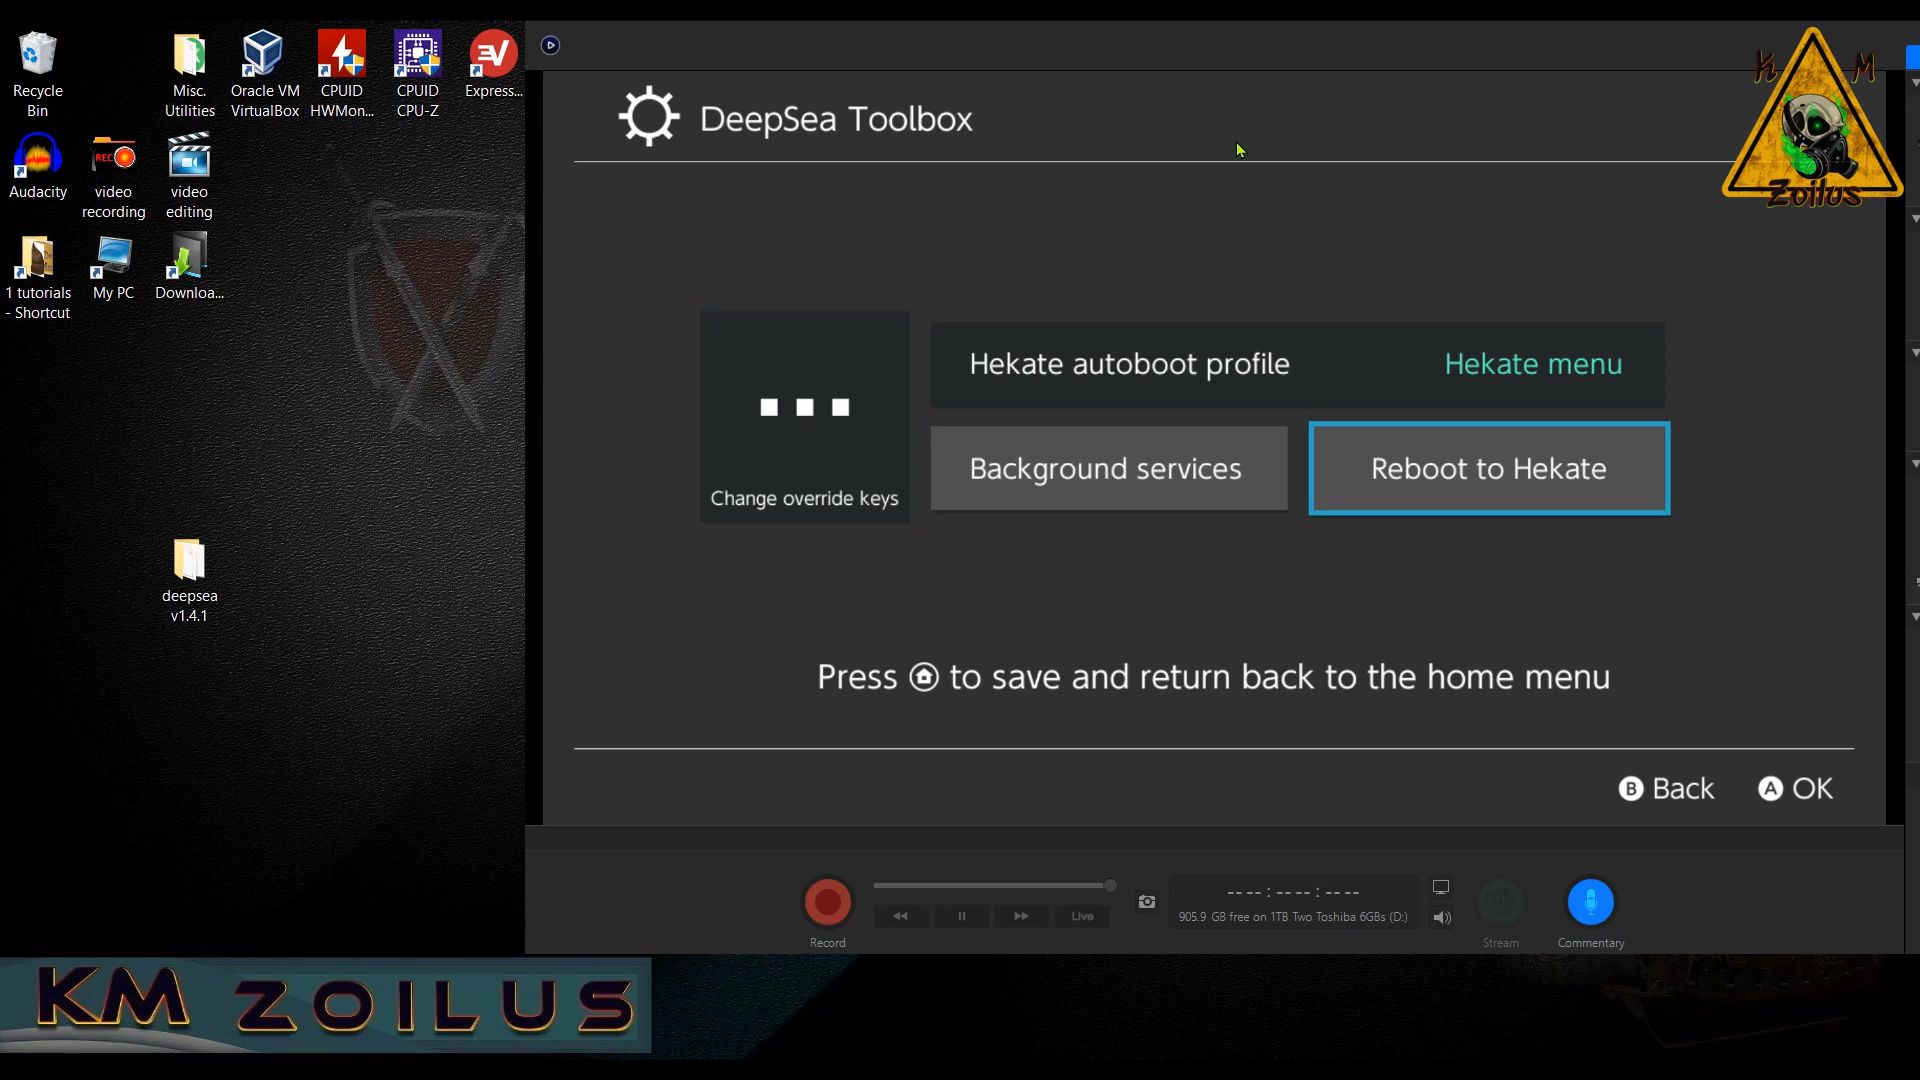 Recycle
Bin
Misc.
Utilities
Oracle VM
VirtualBox
CPUID
HWMon...
CPUID
CPU-Z
Express...
Audacity
REC
video
recording
video
editing
1 tutorials
- Shortcut
My PC
Downloa...
deepsea
v1.4.1
DeepSea Toolbox
K M
Zoilus
Hekate autoboot profile
Hekate menu
Change override keys
Background services
Reboot to Hekate
Press to save and return back to the home menu
B Back
A OK
Record
Live
-- -- : -- -- : -- --
905.9 GB free on 1TB Two Toshiba 6GBs (D:)
Stream
Commentary
KM ZOILUS